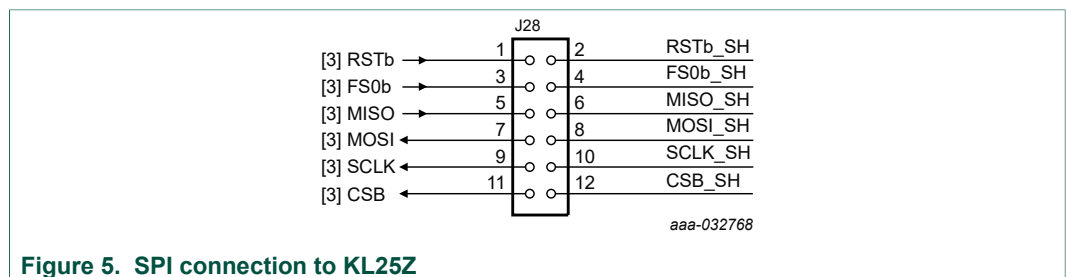 J28
[3] RSTb 1 2 RSTb_SH
[3] FS0b 3 4 FS0b_SH
[3] MISO 5 6 MISO_SH
[3] MOSI 7 8 MOSI_SH
[3] SCLK 9 10 SCLK_SH
[3] CSB 11 12 CSB_SH
aaa-032768
Figure 5. SPI connection to KL25Z